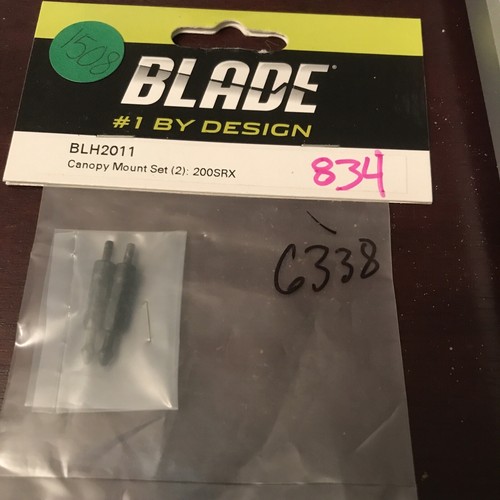 1508
BLADE
#1 BY DESIGN
BLH2011
Canopy Mount Set (2): 200SRX
834
6338